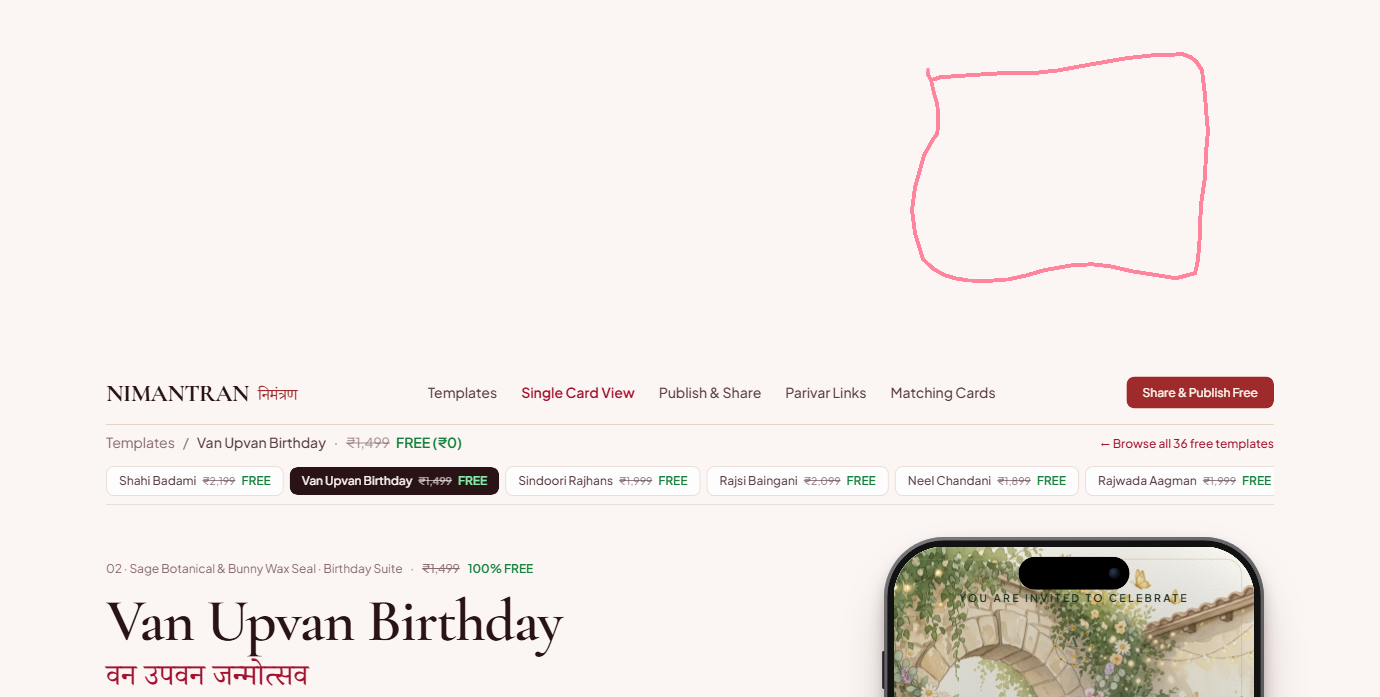 NIMANTRAN निमंत्रण Templates Single Card View Publish & Share Parivar Links Matching Cards Share & Publish Free
Templates / Van Upvan Birthday · ₹1,499 FREE (₹0) ← Browse all 36 free templates
Shahi Badami ₹2,199 FREE Van Upvan Birthday ₹1,499 FREE Sindoori Rajhans ₹1,999 FREE Rajsi Baingani ₹2,099 FREE Neel Chandani ₹1,899 FREE Rajwada Aagman ₹1,999 FREE
02 · Sage Botanical & Bunny Wax Seal · Birthday Suite · ₹1,499 100% FREE
YOU ARE INVITED TO CELEBRATE
Van Upvan Birthday
वन उपवन जन्मोत्सव